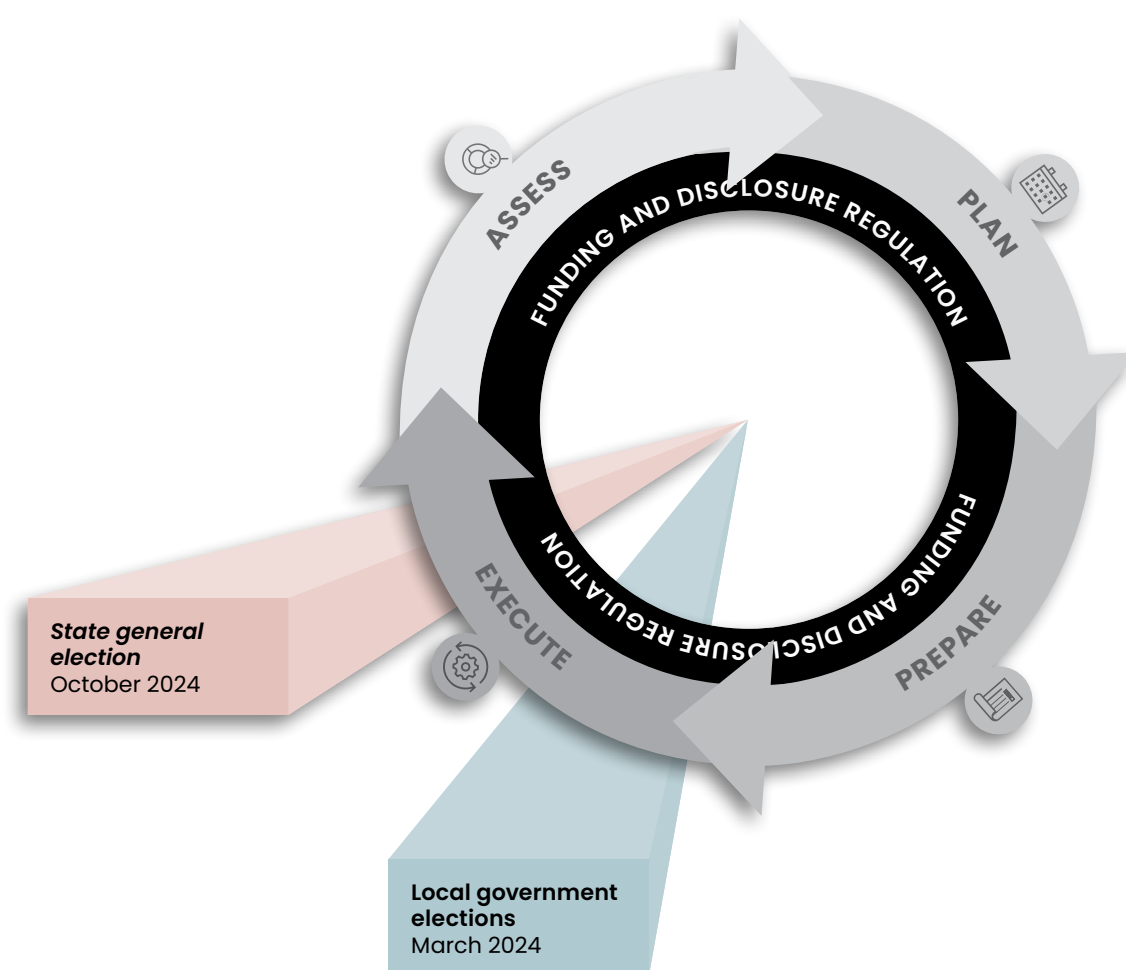 ASSESS
PLAN
FUNDING AND DISCLOSURE REGULATION
FUNDING AND DISCLOSURE REGULATION
EXECUTE
PREPARE
State general
election
October 2024
Local government
elections
March 2024